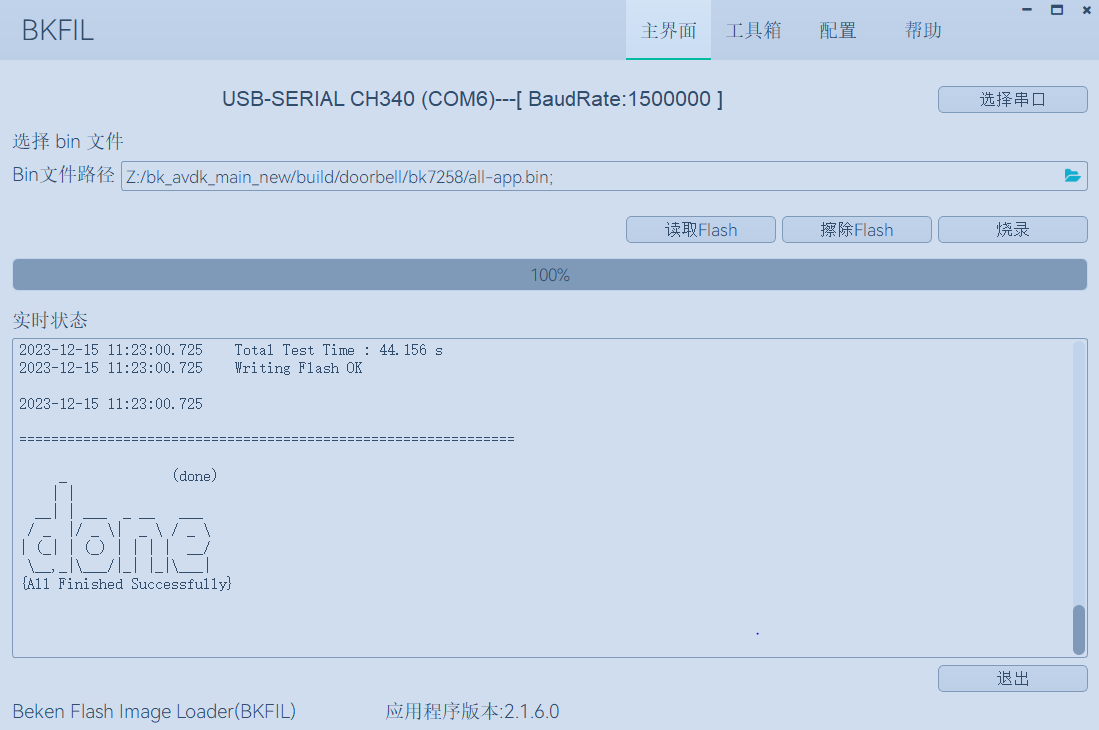 BKFIL
主界面 工具箱 配置 帮助
USB-SERIAL CH340 (COM6)---[ BaudRate:1500000 ]
选择串口
选择 bin 文件
Bin文件路径 Z:/bk_avdk_main_new/build/doorbell/bk7258/all-app.bin;
读取Flash 擦除Flash 烧录
100%
实时状态
2023-12-15 11:23:00.725 Total Test Time : 44.156 s
2023-12-15 11:23:00.725 Writing Flash OK
2023-12-15 11:23:00.725
==============================================================
(done)
done
{All Finished Successfully}
退出
Beken Flash Image Loader(BKFIL) 应用程序版本:2.1.6.0